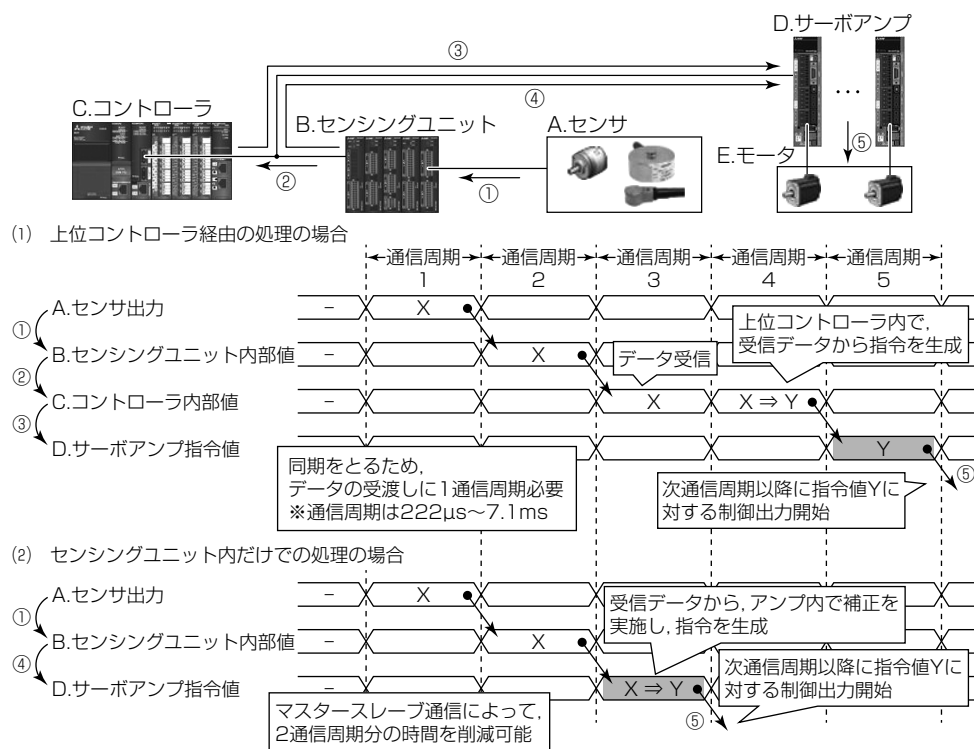 D.サーボアンプ
③
④
C.コントローラ
B.センシングユニット
A.センサ
…
E.モータ
⑤
②
①
(1) 上位コントローラ経由の処理の場合
通信周期 通信周期 通信周期 通信周期 通信周期
1 2 3 4 5
A.センサ出力 − X
①
B.センシングユニット内部値 − X
②
C.コントローラ内部値 − X X⇒Y
③
D.サーボアンプ指令値 Y
⑤
上位コントローラ内で,
受信データから指令を生成
データ受信
同期をとるため,
データの受渡しに1通信周期必要
※通信周期は222μs〜7.1ms
次通信周期以降に指令値Yに
対する制御出力開始
(2) センシングユニット内だけでの処理の場合
A.センサ出力 − X
①
B.センシングユニット内部値 − X
④
D.サーボアンプ指令値 − X⇒Y
⑤
受信データから, アンプ内で補正を
実施し, 指令を生成
次通信周期以降に指令値Yに
対する制御出力開始
マスタースレーブ通信によって,
2通信周期分の時間を削減可能